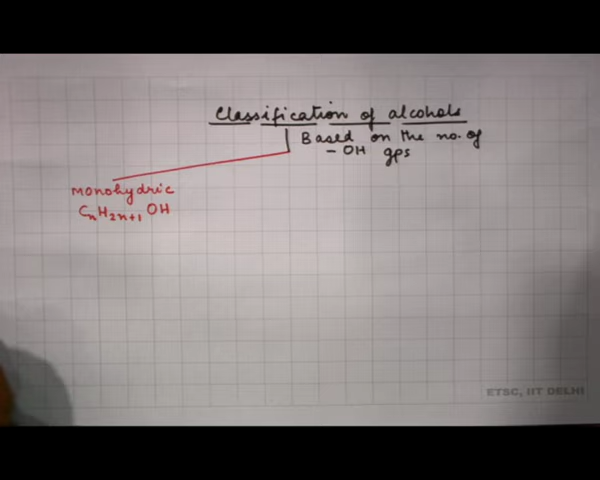 Classification of alcohols
Based on the no. of
- OH gps
Monohydric
CnH2n+1 OH
ETSC, IIT DELHI